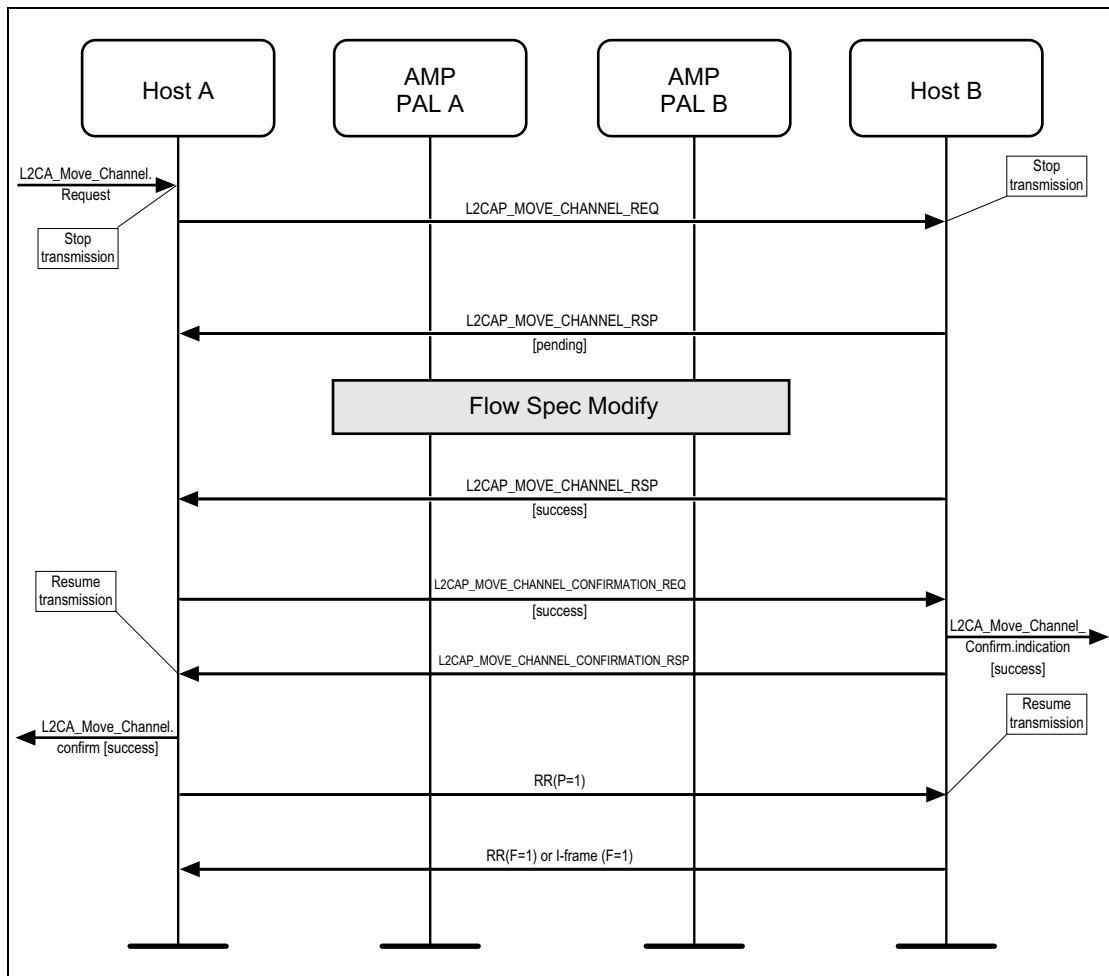 Host A
AMP
PAL A
AMP
PAL B
Host B
L2CA_Move_Channel.
Request
Stop
transmission
L2CAP_MOVE_CHANNEL_REQ
Stop
transmission
L2CAP_MOVE_CHANNEL_RSP
[pending]
Flow Spec Modify
L2CAP_MOVE_CHANNEL_RSP
[success]
Resume
transmission
L2CAP_MOVE_CHANNEL_CONFIRMATION_REQ
[success]
L2CA_Move_Channel_
Confirm.indication
[success]
L2CAP_MOVE_CHANNEL_CONFIRMATION_RSP
Resume
transmission
L2CA_Move_Channel.
confirm [success]
RR(P=1)
RR(F=1) or I-frame (F=1)